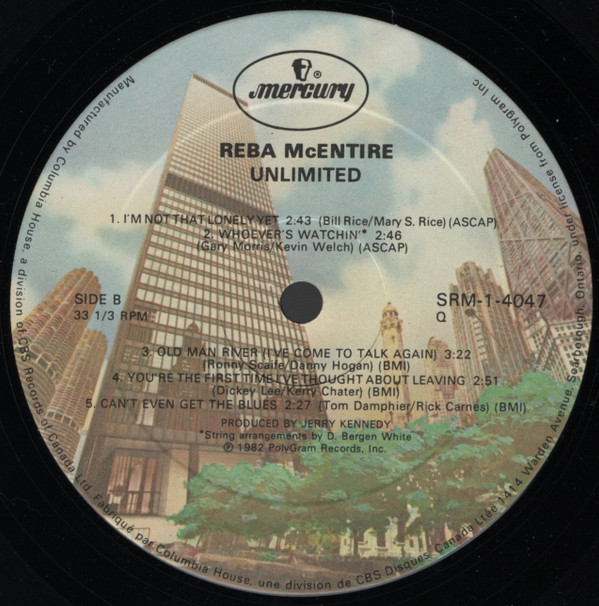 mercury
®
REBA McENTIRE
UNLIMITED
1. I'M NOT THAT LONELY YET 2:43 (Bill Rice/Mary S. Rice) (ASCAP)
2. WHOEVER'S WATCHIN'* 2:46
(Gary Morris/Kevin Welch) (ASCAP)
SIDE B
33 1/3 RPM
SRM-1-4047
Q
3. OLD MAN RIVER (I'VE COME TO TALK AGAIN) 3:22
(Ronny Scaife/Danny Hogan) (BMI)
4. YOU'RE THE FIRST TIME I'VE THOUGHT ABOUT LEAVING 2:51
(Dickey Lee/Kerry Chater) (BMI)
5. CAN'T EVEN GET THE BLUES 2:27 (Tom Damphier/Rick Carnes) (BMI)
PRODUCED BY JERRY KENNEDY
*String arrangements by D. Bergen White
℗ 1982 PolyGram Records, Inc.
Manufactured by Columbia House, a division of CBS Records of Canada Ltd. Fabriqué par Columbia House, une division de CBS Disques Canada Ltée 1414 Warden Avenue, Scarborough, Ontario, under license from Polygram Inc